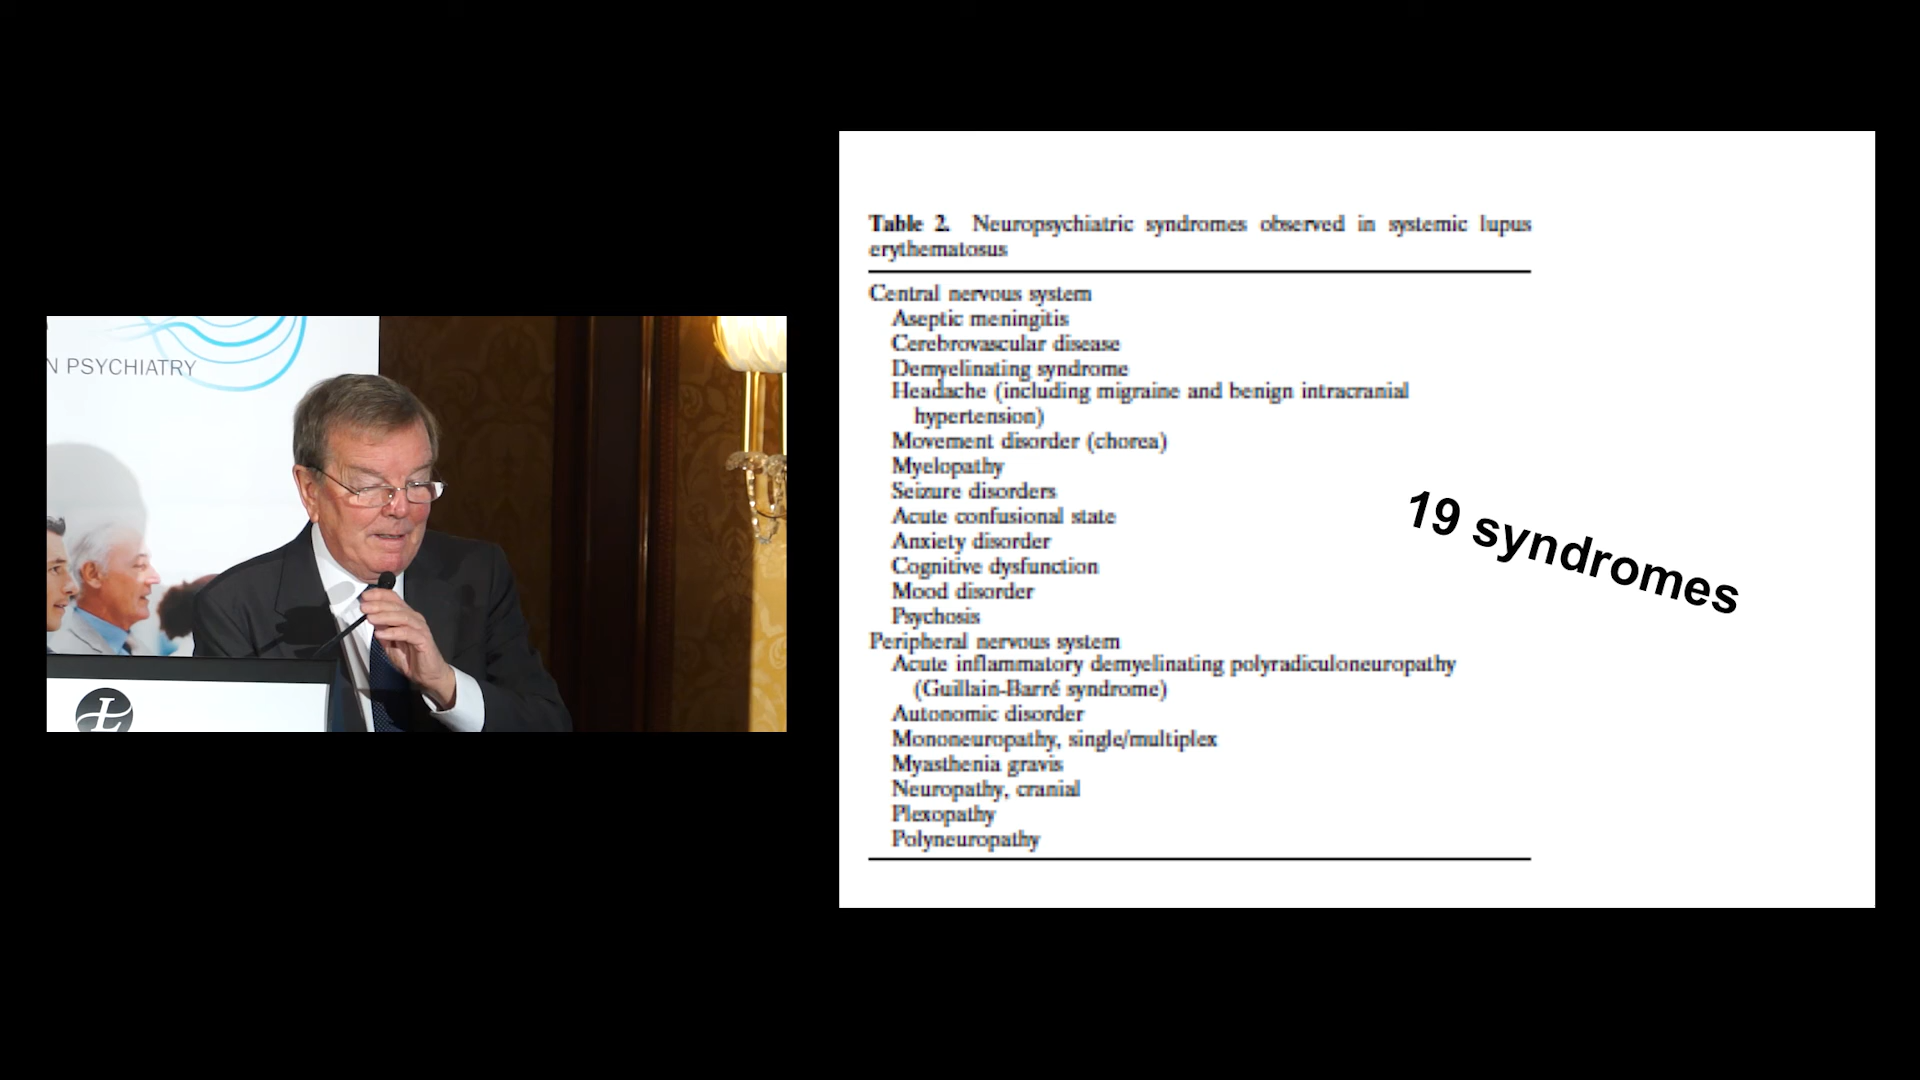 N PSYCHIATRY
Table 2. Neuropsychiatric syndromes observed in systemic lupus
erythematosus
Central nervous system
Aseptic meningitis
Cerebrovascular disease
Demyelinating syndrome
Headache (including migraine and benign intracranial
hypertension)
Movement disorder (chorea)
Myelopathy
Seizure disorders
Acute confusional state
Anxiety disorder
Cognitive dysfunction
Mood disorder
Psychosis
Peripheral nervous system
Acute inflammatory demyelinating polyradiculoneuropathy
(Guillain-Barré syndrome)
Autonomic disorder
Mononeuropathy, single/multiplex
Myasthenia gravis
Neuropathy, cranial
Plexopathy
Polyneuropathy
19 syndromes